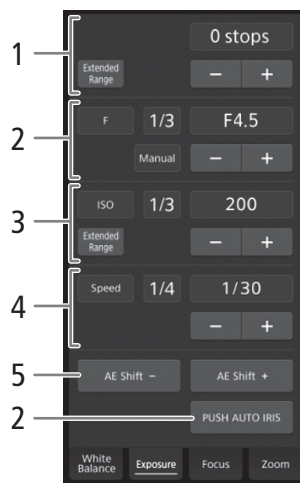 1
0 stops
Extended
Range
− +
2
F 1/3 F4.5
Manual − +
3
ISO 1/3 200
Extended
Range
− +
4
Speed 1/4 1/30
− +
5
AE Shift − AE Shift +
2
PUSH AUTO IRIS
White
Balance
Exposure Focus Zoom